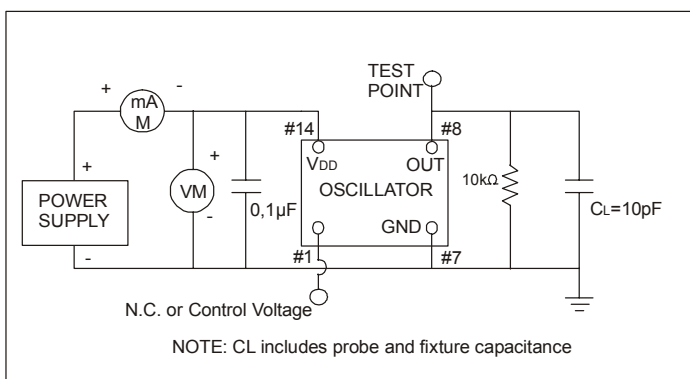 TEST
POINT
+
mA
M
-
#14
#8
VDD
OUT
OSCILLATOR
+
POWER
SUPPLY
-
+
VM
-
0,1µF
10kΩ
CL=10pF
GND
#1
#7
N.C. or Control Voltage
NOTE: CL includes probe and fixture capacitance